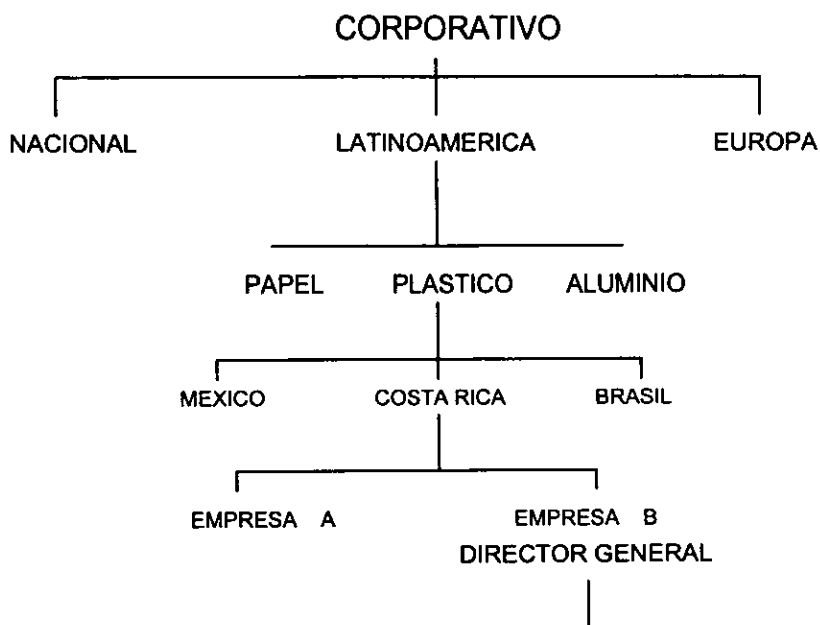 CORPORATIVO
NACIONAL LATINOAMERICA EUROPA
PAPEL PLASTICO ALUMINIO
MEXICO COSTA RICA BRASIL
EMPRESA A EMPRESA B
DIRECTOR GENERAL